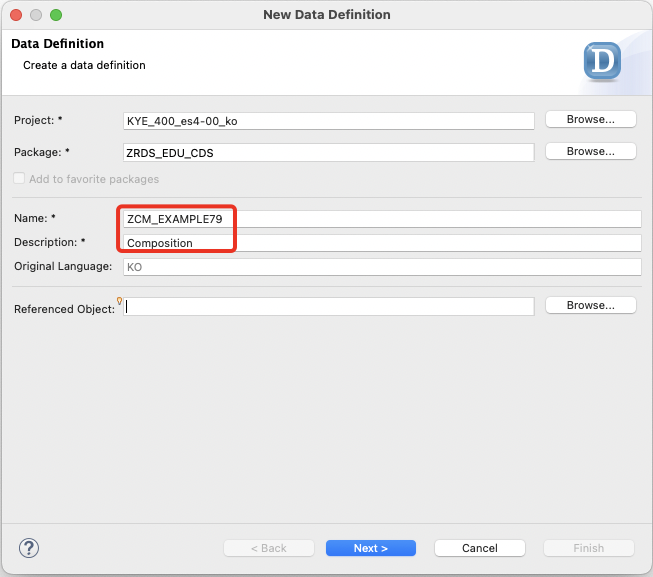 New Data Definition
Data Definition
Create a data definition
D
Project: * KYE_400_es4-00_ko Browse...
Package: * ZRDS_EDU_CDS Browse...
Add to favorite packages
Name: * ZCM_EXAMPLE79
Description: * Composition
Original Language: KO
Referenced Object: Browse...
? < Back Next > Cancel Finish